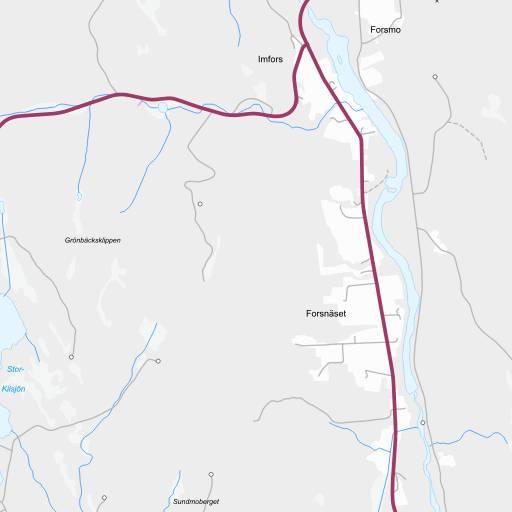 Forsmo
Imfors
Grönbäcksklippen
Forsnäset
Stor-
Kilsjön
Sundmoberget